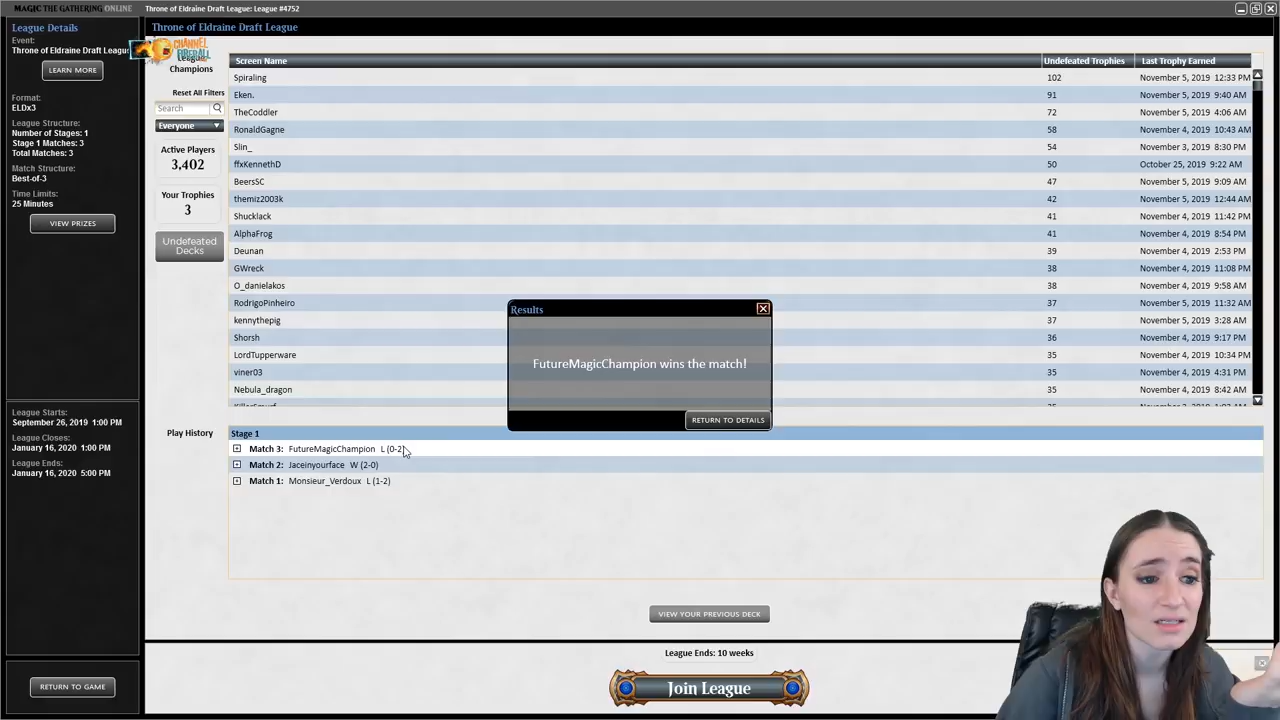 MAGIC THE GATHERING ONLINE
Throne of Eldraine Draft League: League #4752
League Details
Event:
Throne of Eldraine Draft League
LEARN MORE
Format:
ELDx3
League Structure:
Number of Stages: 1
Stage 1 Matches: 3
Total Matches: 3
Match Structure:
Best-of-3
Time Limits:
25 Minutes
VIEW PRIZES
League Starts:
September 26, 2019 1:00 PM
League Closes:
January 16, 2020 1:00 PM
League Ends:
January 16, 2020 5:00 PM
RETURN TO GAME
Throne of Eldraine Draft League
CHANNEL
FIREBALL
League
Champions
Reset All Filters
Search
Everyone
Active Players
3,402
Your Trophies
3
Undefeated
Decks
Screen Name Undefeated Trophies Last Trophy Earned
Spiraling 102 November 5, 2019 12:33 PM
Eken. 91 November 5, 2019 9:40 AM
TheCoddler 72 November 5, 2019 4:06 AM
RonaldGagne 58 November 4, 2019 10:43 AM
Slin_ 54 November 3, 2019 8:30 PM
ffxKennethD 50 October 25, 2019 9:22 AM
BeersSC 47 November 5, 2019 9:09 AM
themiz2003k 42 November 5, 2019 12:44 AM
Shucklack 41 November 4, 2019 11:42 PM
AlphaFrog 41 November 4, 2019 8:54 PM
Deunan 39 November 4, 2019 2:53 PM
GWreck 38 November 4, 2019 11:08 PM
O_danielakos 38 November 4, 2019 9:58 AM
RodrigoPinheiro 37 November 5, 2019 11:32 AM
kennythepig 37 November 5, 2019 3:28 AM
Shorsh 36 November 4, 2019 9:17 PM
LordTupperware 35 November 4, 2019 10:34 PM
viner03 35 November 4, 2019 4:31 PM
Nebula_dragon 35 November 4, 2019 8:42 AM
Results
FutureMagicChampion wins the match!
RETURN TO DETAILS
Play History
Stage 1
Match 3: FutureMagicChampion L (0-2)
Match 2: Jaceinyourface W (2-0)
Match 1: Monsieur_Verdoux L (1-2)
VIEW YOUR PREVIOUS DECK
League Ends: 10 weeks
Join League